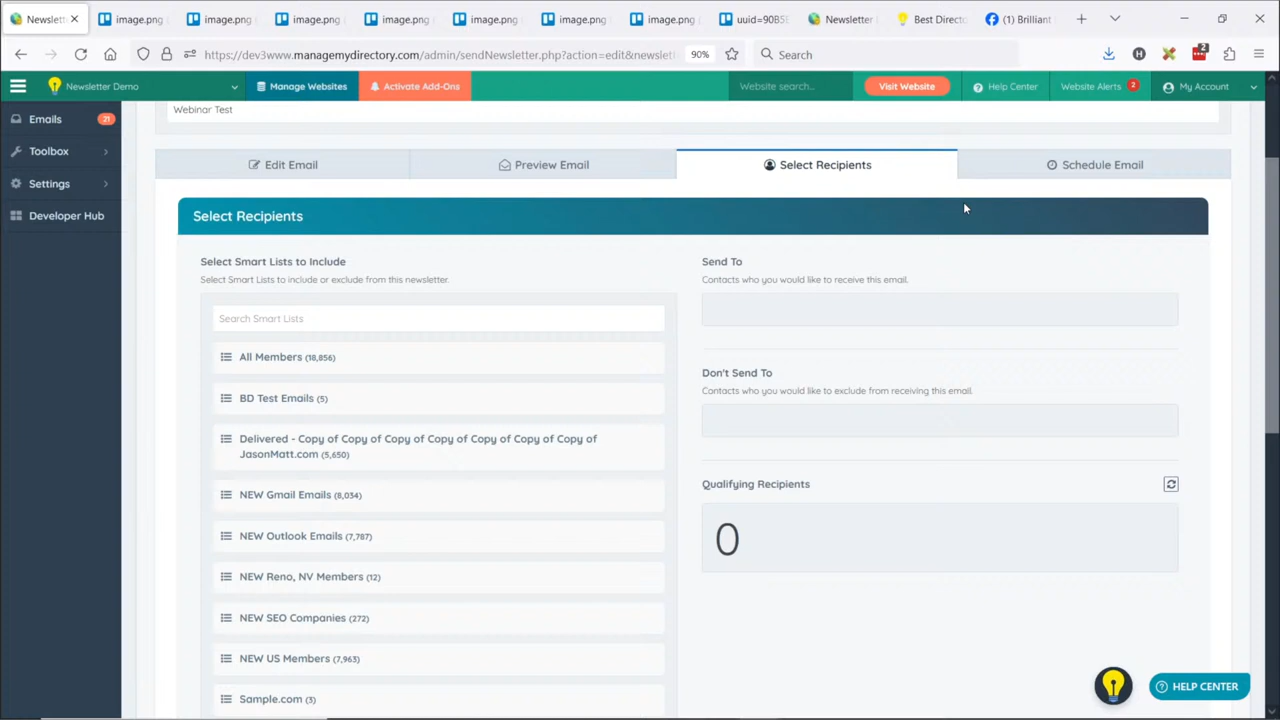 Newslett
image.png
image.png
image.png
image.png
image.png
image.png
image.png
uuid=90B5E
Newsletter
Best Direct
(1) Brilliant
https://dev3www.managemydirectory.com/admin/sendNewsletter.php?action=edit&newslet
90%
Search
2
Newsletter Demo
Manage Websites
Activate Add-Ons
Website search...
Visit Website
Help Center
Website Alerts
2
My Account
Emails
21
Toolbox
Settings
Developer Hub
Webinar Test
Edit Email
Preview Email
Select Recipients
Schedule Email
Select Recipients
Select Smart Lists to Include
Select Smart Lists to include or exclude from this newsletter.
Search Smart Lists
All Members (18,856)
BD Test Emails (5)
Delivered - Copy of Copy of Copy of Copy of Copy of Copy of Copy of
JasonMatt.com (5,650)
NEW Gmail Emails (8,034)
NEW Outlook Emails (7,787)
NEW Reno, NV Members (12)
NEW SEO Companies (272)
NEW US Members (7,963)
Sample.com (3)
Send To
Contacts who you would like to receive this email.
Don't Send To
Contacts who you would like to exclude from receiving this email.
Qualifying Recipients
0
HELP CENTER